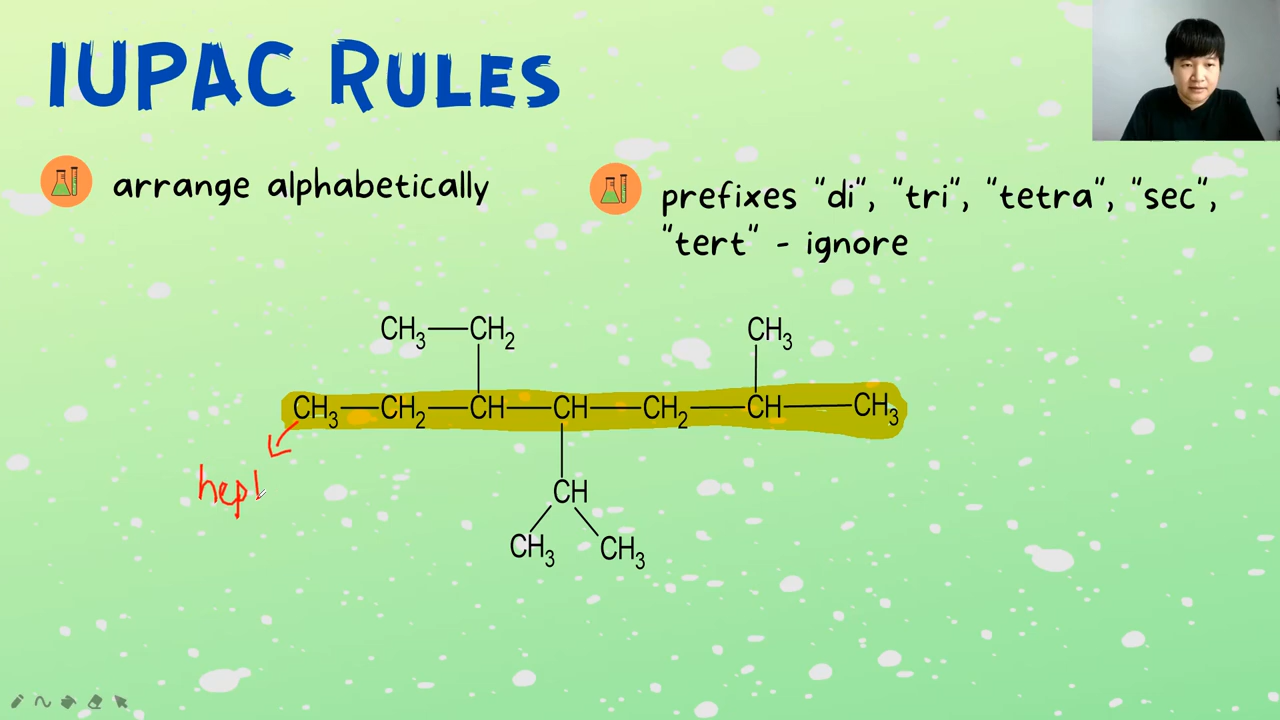 IUPAC RULES
arrange alphabetically
prefixes "di", "tri", "tetra", "sec",
"tert" - ignore
CH3—CH2 CH3
CH3—CH2—CH—CH—CH2—CH—CH3
hept
CH
CH3 CH3